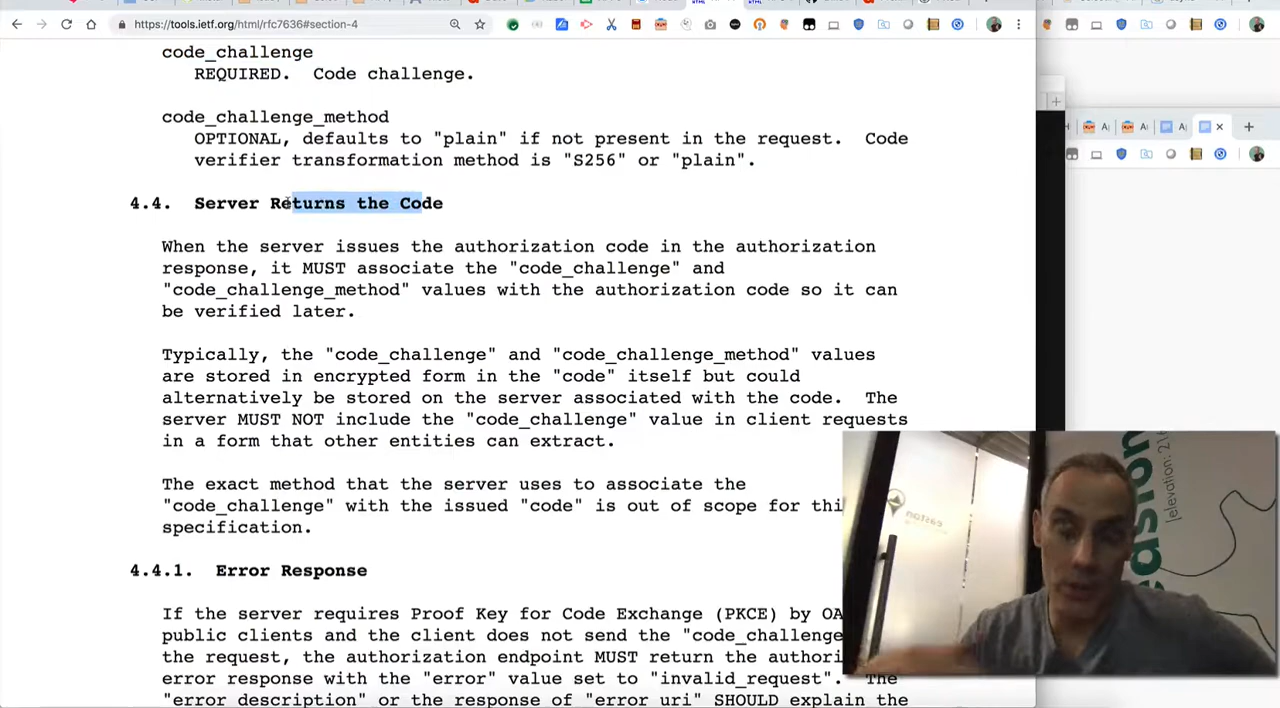 https://tools.ietf.org/html/rfc7636#section-4
code_challenge
REQUIRED.  Code challenge.
code_challenge_method
OPTIONAL, defaults to "plain" if not present in the request.  Code
verifier transformation method is "S256" or "plain".
4.4.  Server Returns the Code
When the server issues the authorization code in the authorization
response, it MUST associate the "code_challenge" and
"code_challenge_method" values with the authorization code so it can
be verified later.
Typically, the "code_challenge" and "code_challenge_method" values
are stored in encrypted form in the "code" itself but could
alternatively be stored on the server associated with the code.  The
server MUST NOT include the "code_challenge" value in client requests
in a form that other entities can extract.
The exact method that the server uses to associate the
"code_challenge" with the issued "code" is out of scope for thi
specification.
4.4.1.  Error Response
If the server requires Proof Key for Code Exchange (PKCE) by OA
public clients and the client does not send the "code_challenge
the request, the authorization endpoint MUST return the authori
error response with the "error" value set to "invalid_request".  The
"error description" or the response of "error uri" SHOULD explain the
easton